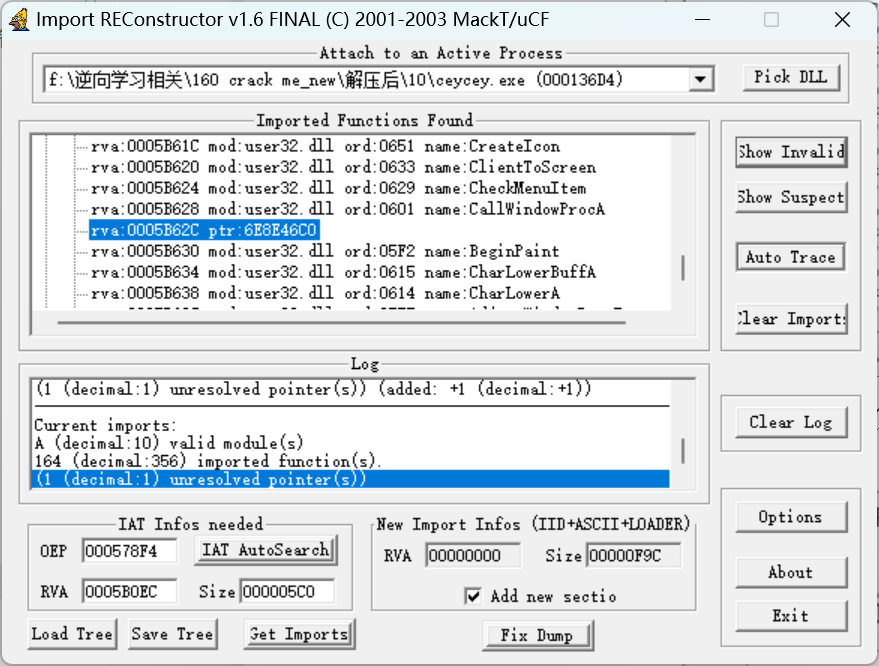 Import REConstructor v1.6 FINAL (C) 2001-2003 MackT/uCF
Attach to an Active Process
f:\逆向学习相关\160 crack me_new\解压后\10\ceycey.exe (000136D4)
Pick DLL
Imported Functions Found
rva:0005B61C mod:user32.dll ord:0651 name:CreateIcon
rva:0005B620 mod:user32.dll ord:0633 name:ClientToScreen
rva:0005B624 mod:user32.dll ord:0629 name:CheckMenuItem
rva:0005B628 mod:user32.dll ord:0601 name:CallWindowProcA
rva:0005B62C ptr:6E8E46C0
rva:0005B630 mod:user32.dll ord:05F2 name:BeginPaint
rva:0005B634 mod:user32.dll ord:0615 name:CharLowerBuffA
rva:0005B638 mod:user32.dll ord:0614 name:CharLowerA
Show Invalid
Show Suspect
Auto Trace
Clear Imports
Log
(1 (decimal:1) unresolved pointer(s)) (added: +1 (decimal:+1))
Current imports:
A (decimal:10) valid module(s)
164 (decimal:356) imported function(s).
(1 (decimal:1) unresolved pointer(s))
Clear Log
IAT Infos needed
OEP 000578F4 IAT AutoSearch
RVA 0005B0EC Size 000005C0
New Import Infos (IID+ASCII+LOADER)
RVA 00000000 Size 00000F9C
Add new sectio
Load Tree Save Tree Get Imports
Fix Dump
Options
About
Exit